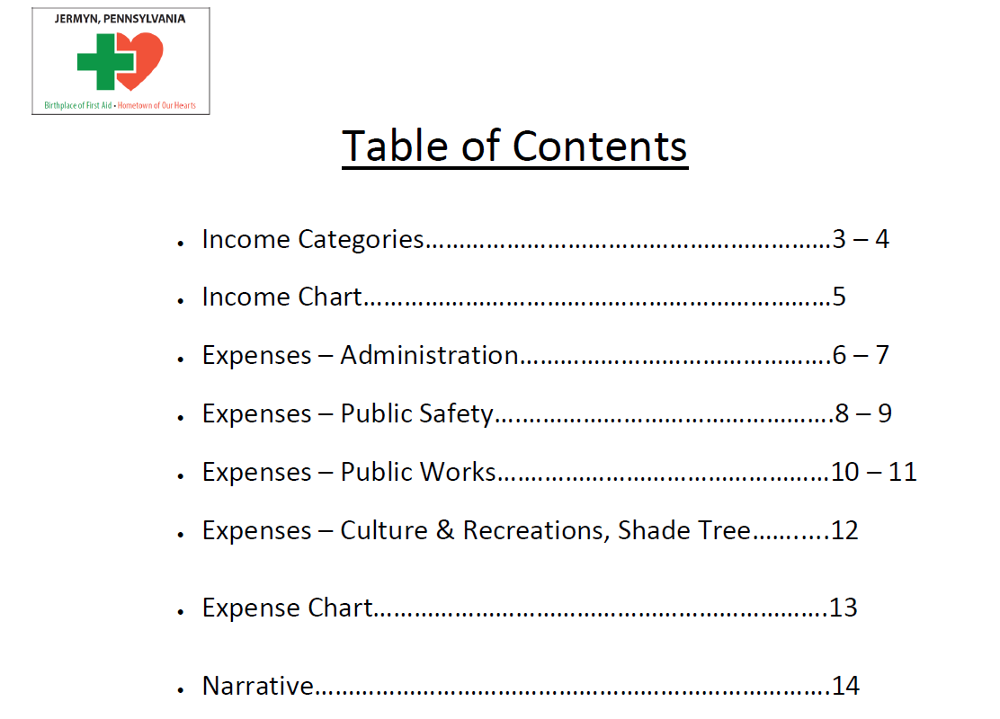 JERMYN, PENNSYLVANIA
Birthplace of First Aid • Hometown of Our Hearts
Table of Contents
• Income Categories……………………………………………………3 – 4
• Income Chart……………………………………………………………5
• Expenses – Administration……………………………………….6 – 7
• Expenses – Public Safety….……………………………………….8 – 9
• Expenses – Public Works….………………………………………10 – 11
• Expenses – Culture & Recreations, Shade Tree…….....12
• Expense Chart………………………………………………………….13
• Narrative………………………………………………………………….14